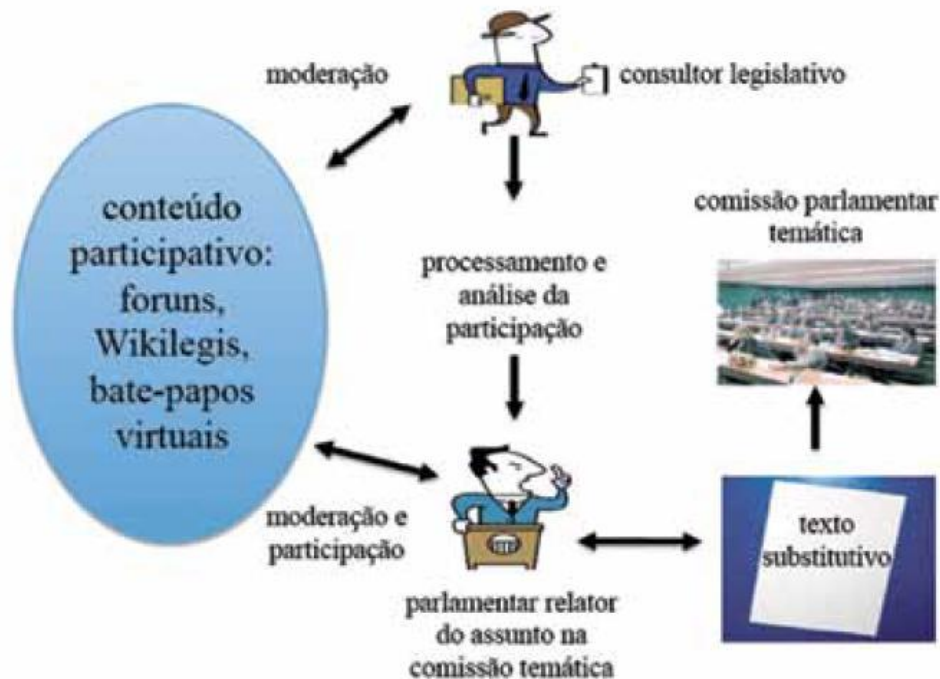 moderação
consultor legislativo
conteúdo
participativo:
foruns,
Wikilegis,
bate-papos
virtuais
processamento e
análise da
participação
comissão parlamentar
temática
moderação e
participação
parlamentar relator
do assunto na
comissão temática
texto
substitutivo